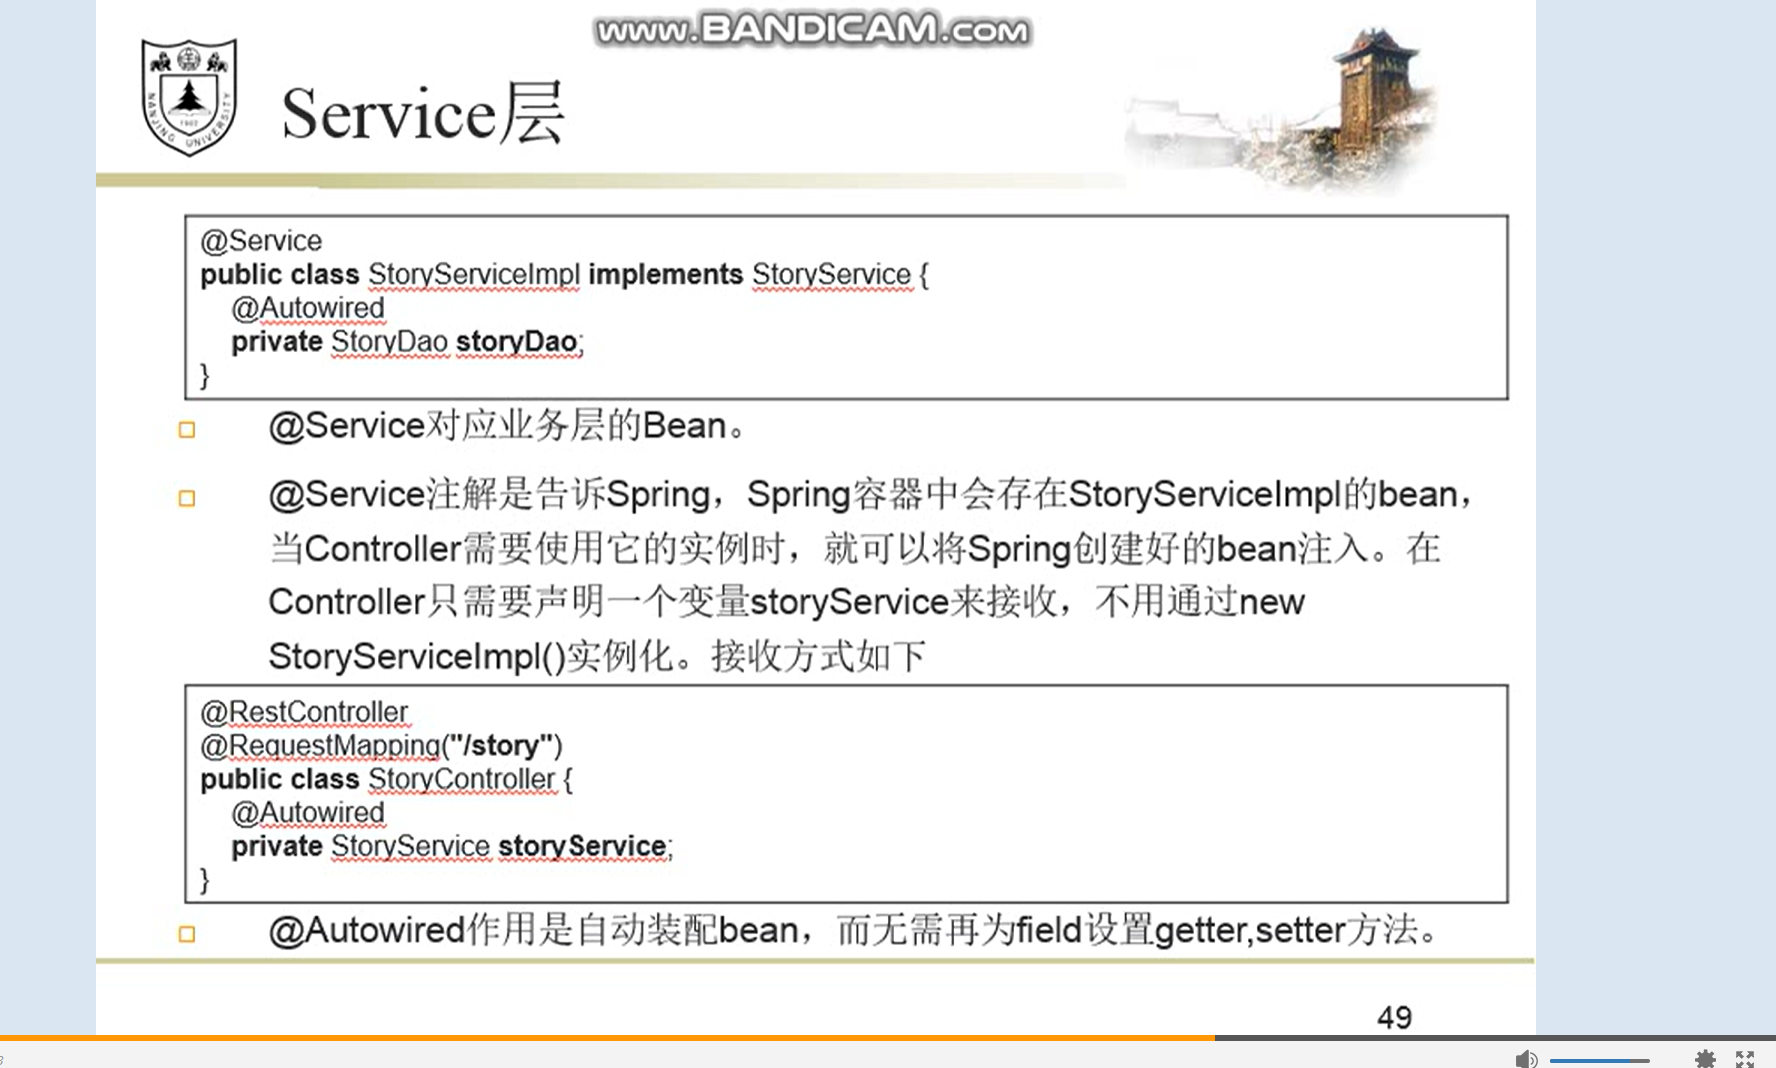 www.BANDICAM.com
NANJING UNIVERSITY
1902
Service层
@Service
public class StoryServiceImpl implements StoryService {
@Autowired
private StoryDao storyDao;
}
@Service对应业务层的Bean。
@Service注解是告诉Spring，Spring容器中会存在StoryServiceImpl的bean，
当Controller需要使用它的实例时，就可以将Spring创建好的bean注入。在
Controller只需要声明一个变量storyService来接收，不用通过new
StoryServiceImpl()实例化。接收方式如下
@RestController
@RequestMapping("/story")
public class StoryController {
@Autowired
private StoryService storyService;
}
@Autowired作用是自动装配bean，而无需再为field设置getter,setter方法。
49